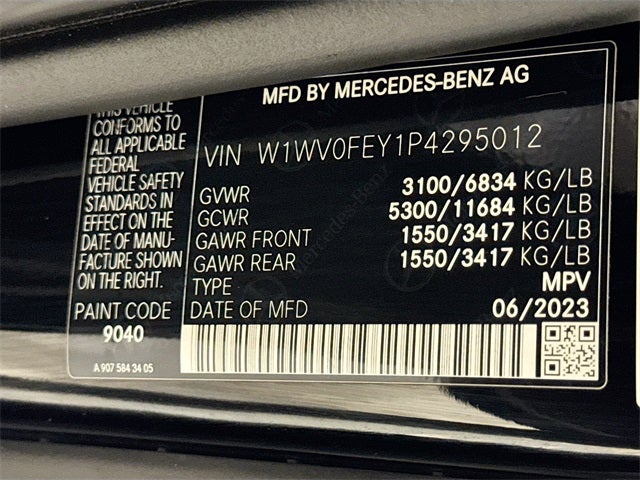 MFD BY MERCEDES-BENZ AG
THIS VEHICLE
CONFORMS TO
ALL APPLICABLE
FEDERAL
VEHICLE SAFETY
STANDARDS IN
EFFECT ON THE
DATE OF MANU-
FACTURE SHOWN
ON THE RIGHT.
PAINT CODE
9040
A 907 584 34 05
VIN W1WV0FEY1P4295012
GVWR 3100/6834 KG/LB
GCWR 5300/11684 KG/LB
GAWR FRONT 1550/3417 KG/LB
GAWR REAR 1550/3417 KG/LB
TYPE MPV
DATE OF MFD 06/2023
Mercedes-Benz